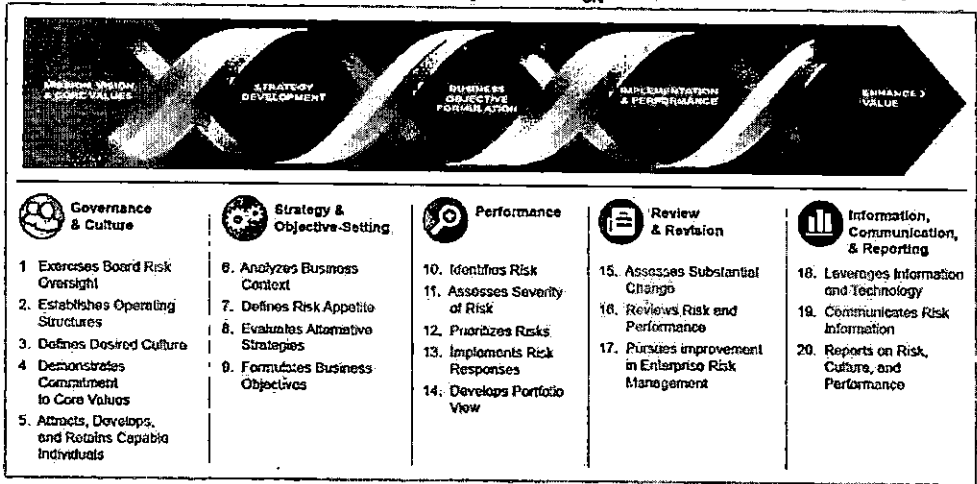 MISSION, VISION
& CORE VALUES
STRATEGY
DEVELOPMENT
BUSINESS
OBJECTIVE
FORMULATION
IMPLEMENTATION
& PERFORMANCE
ENHANCED
VALUE
Governance
& Culture
1 Exercises Board Risk
Oversight
2. Establishes Operating
Structures
3. Defines Desired Culture
4 Demonstrates
Commitment
to Core Values
5. Attracts, Develops,
and Retains Capable
Individuals
Strategy &
Objective-Setting
6. Analyzes Business
Context
7. Defines Risk Appetite
8. Evaluates Alternative
Strategies
9. Formulates Business
Objectives
Performance
10. Identifies Risk
11. Assesses Severity
of Risk
12. Prioritizes Risks
13. Implements Risk
Responses
14. Develops Portfolio
View
Review
& Revision
15. Assesses Substantial
Change
16. Reviews Risk and
Performance
17. Pursues improvement
in Enterprise Risk
Management
Information,
Communication,
& Reporting
18. Leverages Information
and Technology
19. Communicates Risk
Information
20. Reports on Risk,
Culture, and
Performance